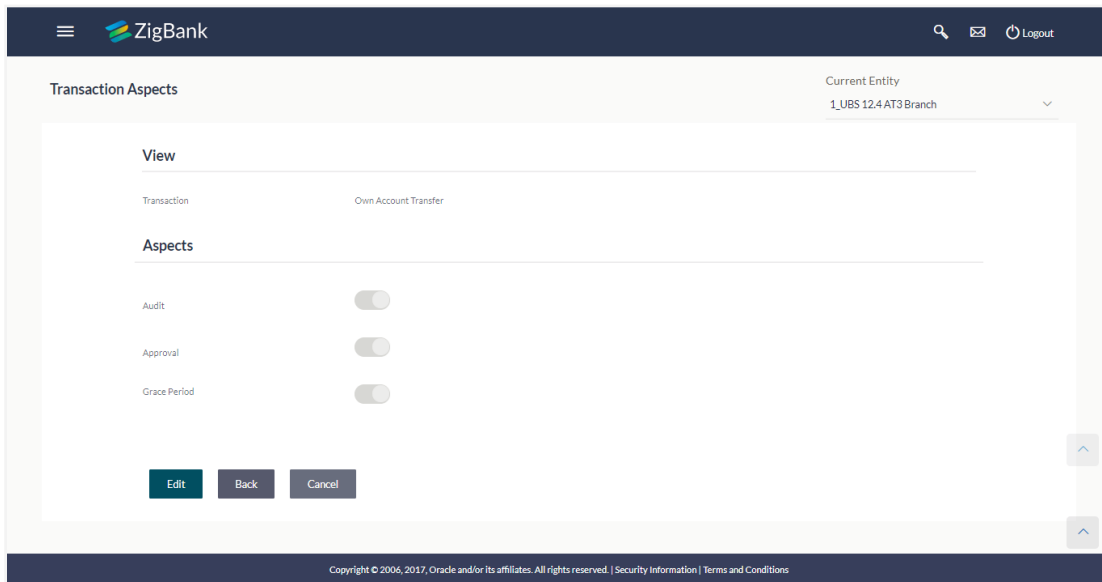 ZigBank
Logout
Transaction Aspects
Current Entity
1_UBS 12.4 AT3 Branch
View
Transaction
Own Account Transfer
Aspects
Audit
Approval
Grace Period
Edit
Back
Cancel
Copyright © 2006, 2017, Oracle and/or its affiliates. All rights reserved. | Security Information | Terms and Conditions